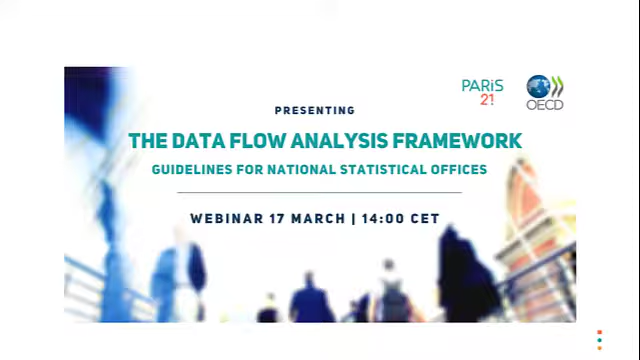 PARIS
21
OECD
PRESENTING
THE DATA FLOW ANALYSIS FRAMEWORK
GUIDELINES FOR NATIONAL STATISTICAL OFFICES
WEBINAR 17 MARCH | 14:00 CET